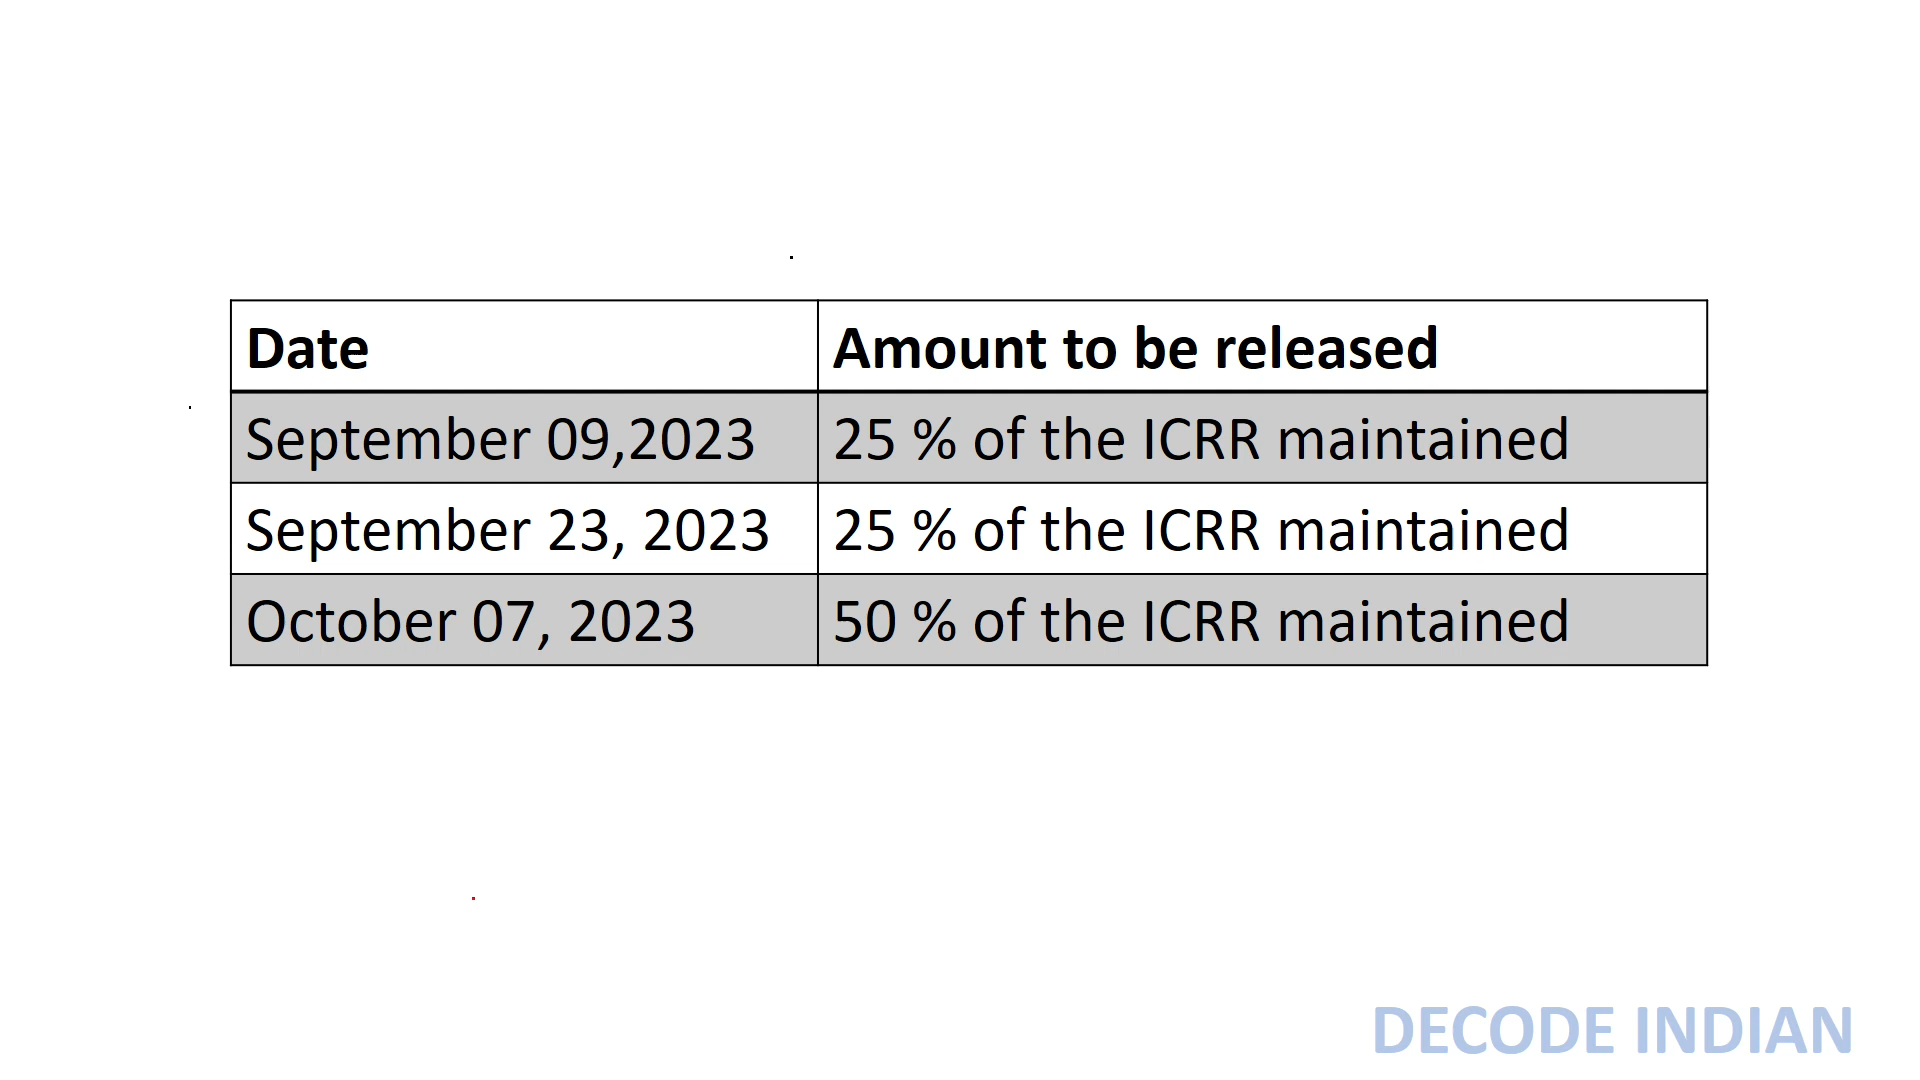 Date Amount to be released
September 09,2023 25 % of the ICRR maintained
September 23, 2023 25 % of the ICRR maintained
October 07, 2023 50 % of the ICRR maintained
DECODE INDIAN